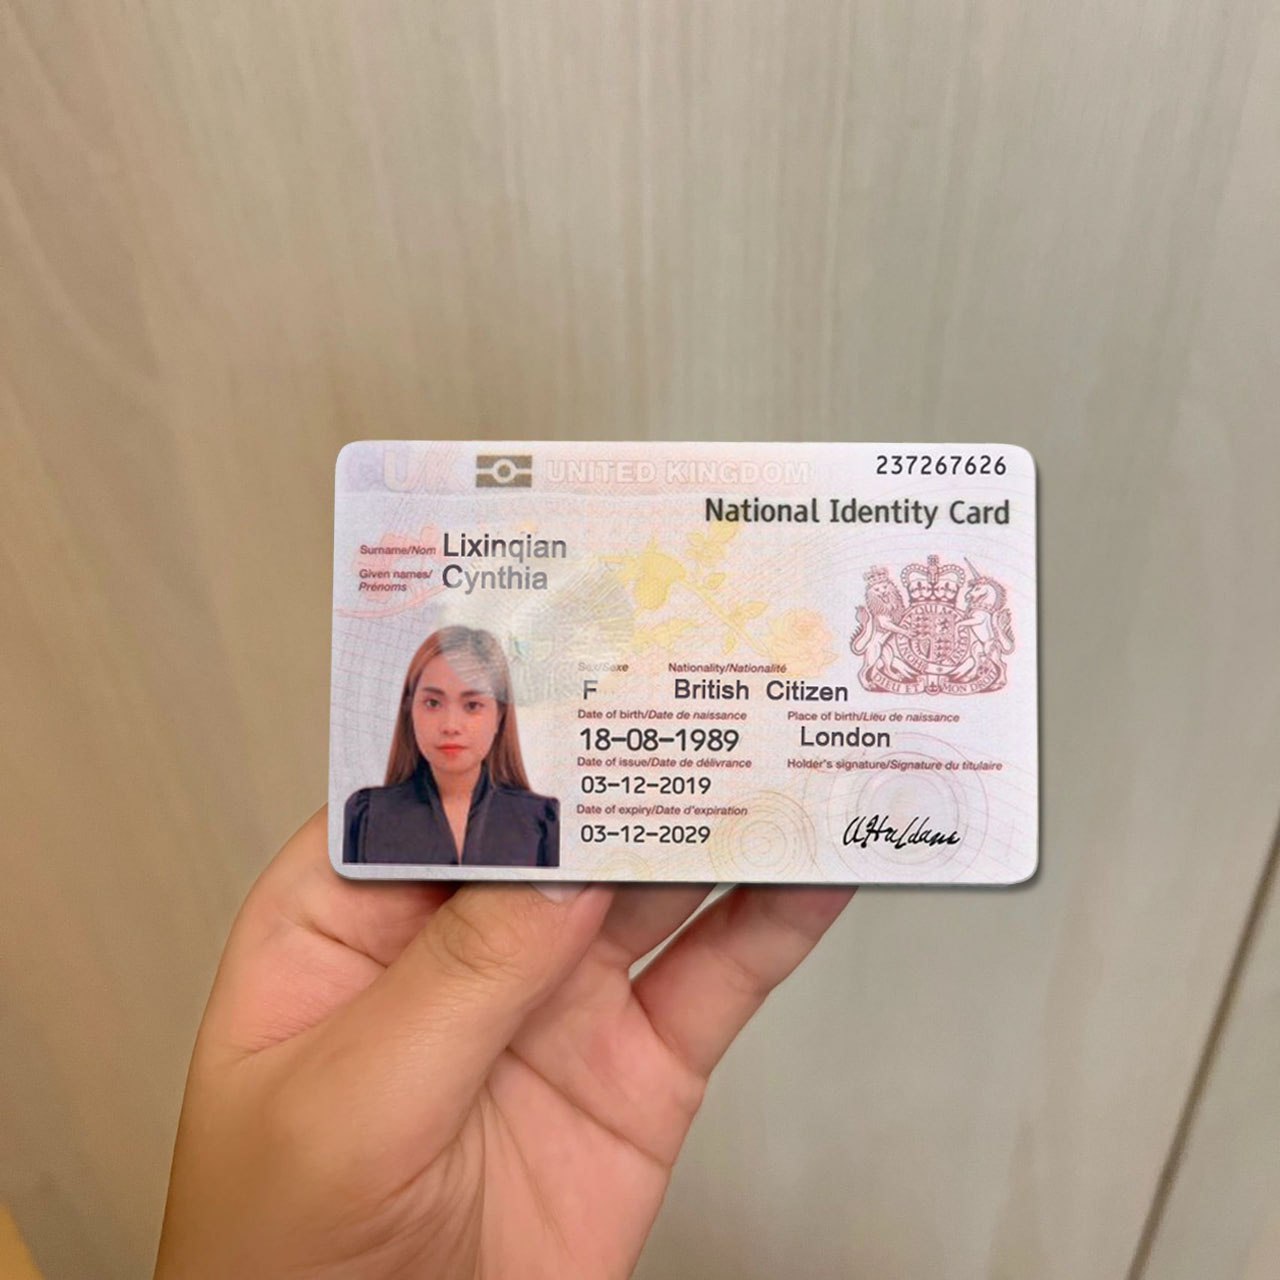 UK UNITED KINGDOM 237267626
National Identity Card
Surname/Nom Lixinqian
Given names/ Cynthia
Prénoms
Sex/Sexe Nationality/Nationalité
F British Citizen
Date of birth/Date de naissance Place of birth/Lieu de naissance
18-08-1989 London
Date of issue/Date de délivrance Holder's signature/Signature du titulaire
03-12-2019
Date of expiry/Date d'expiration
03-12-2029
DIEU ET MON DROIT